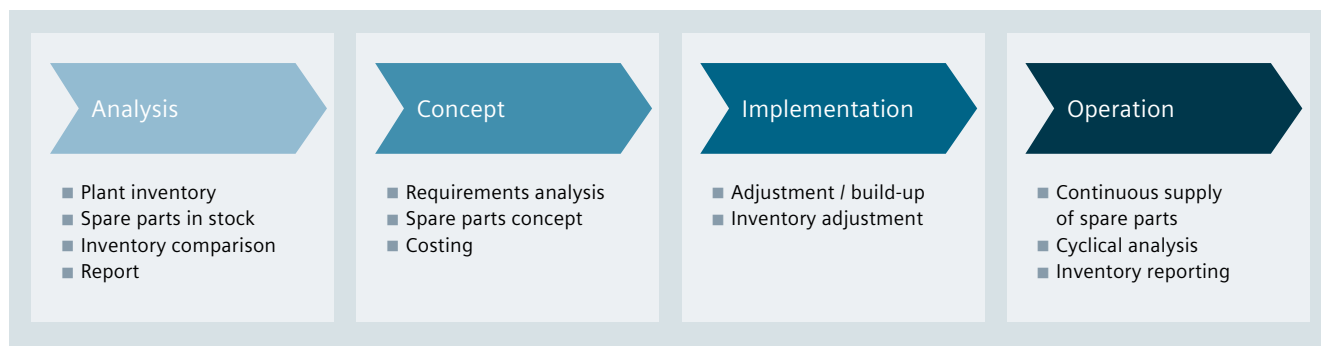 Analysis
Plant inventory
Spare parts in stock
Inventory comparison
Report
Concept
Requirements analysis
Spare parts concept
Costing
Implementation
Adjustment / build-up
Inventory adjustment
Operation
Continuous supply
of spare parts
Cyclical analysis
Inventory reporting